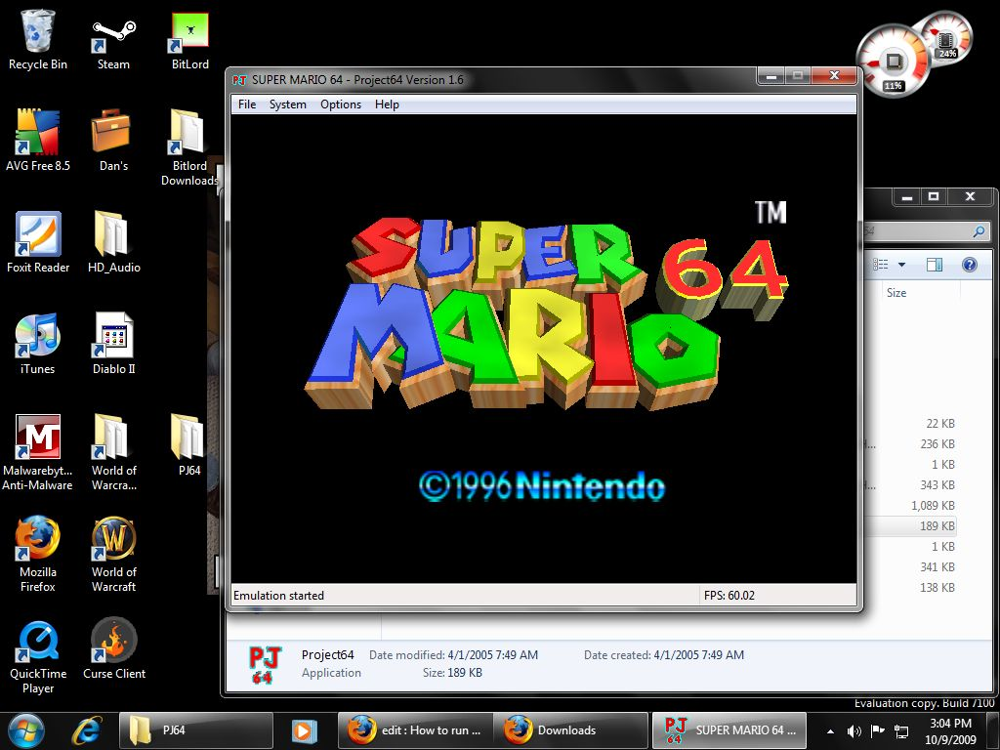 Recycle Bin
Steam
BitLord
AVG Free 8.5
Dan's
Bitlord
Downloads
Foxit Reader
HD_Audio
iTunes
Diablo II
Malwarebyt...
Anti-Malware
World of
Warcra...
PJ64
Mozilla
Firefox
World of
Warcraft
QuickTime
Player
Curse Client
24%
11%
PJ SUPER MARIO 64 - Project64 Version 1.6
File System Options Help
TM
SUPER
64
MARIO
©1996 Nintendo
Emulation started
FPS: 60.02
64
Size
22 KB
236 KB
1 KB
343 KB
1,089 KB
189 KB
1 KB
341 KB
138 KB
PJ
64
Project64 Date modified: 4/1/2005 7:49 AM Date created: 4/1/2005 7:49 AM
Application Size: 189 KB
Evaluation copy. Build 7100
PJ64
edit : How to run ...
Downloads
PJ
64
SUPER MARIO 64 ...
3:04 PM
10/9/2009